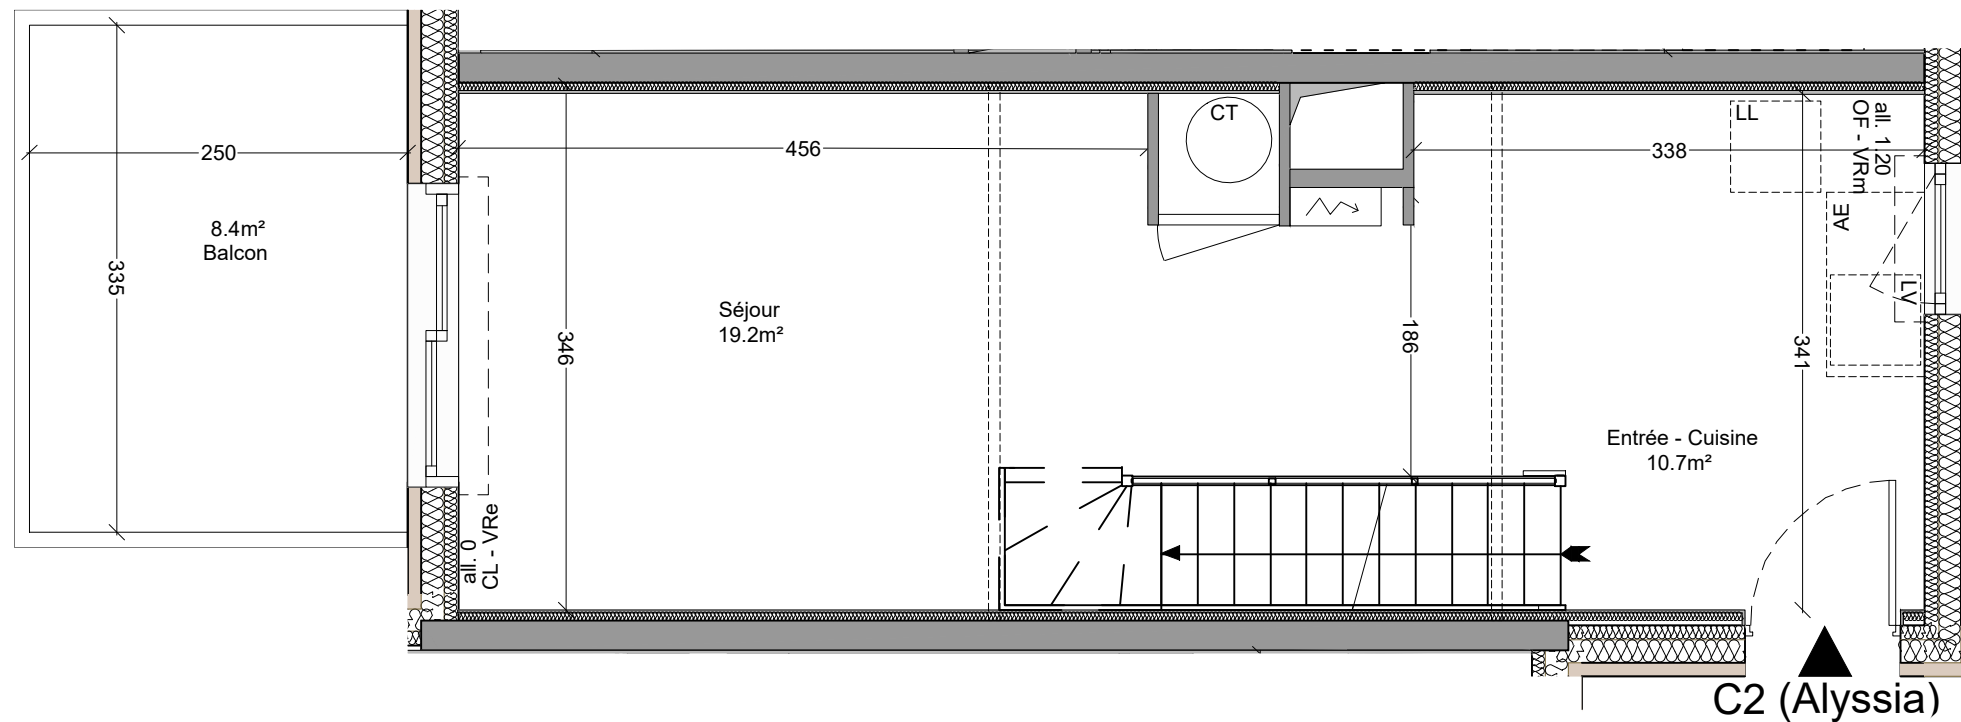 250
335
8.4m²
Balcon
456
346
Séjour
19.2m²
all. 0
CL - VRe
CT
186
338
LL
all. 1.20
OF - VRm
AE
LV
341
Entrée - Cuisine
10.7m²
C2 (Alyssia)